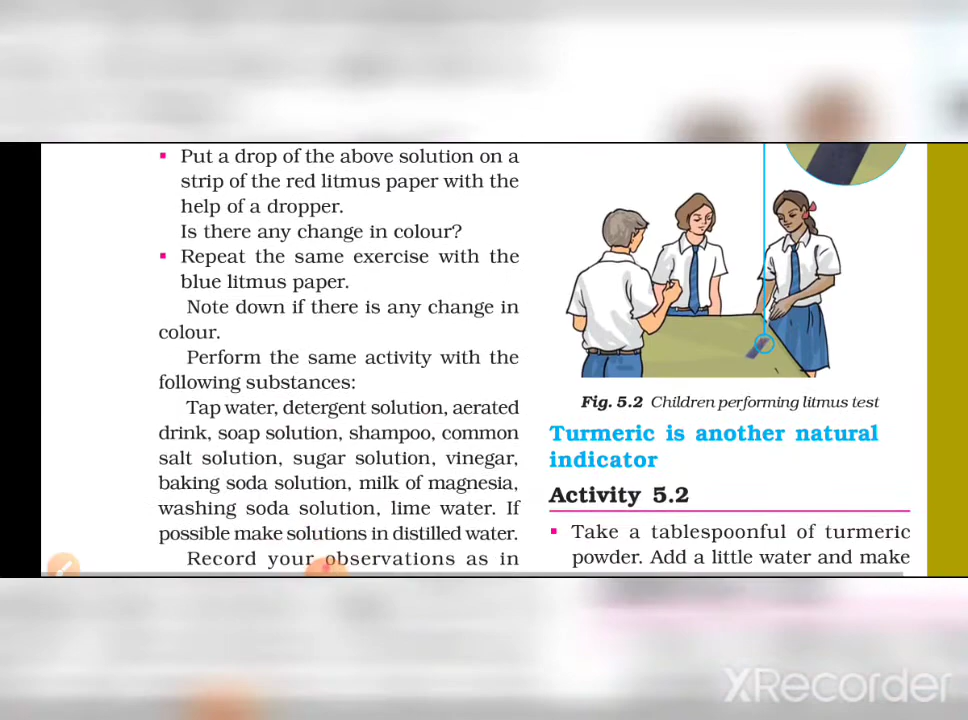 Put a drop of the above solution on a
strip of the red litmus paper with the
help of a dropper.
Is there any change in colour?
Repeat the same exercise with the
blue litmus paper.
Note down if there is any change in
colour.
Perform the same activity with the
following substances:
Tap water, detergent solution, aerated
drink, soap solution, shampoo, common
salt solution, sugar solution, vinegar,
baking soda solution, milk of magnesia,
washing soda solution, lime water. If
possible make solutions in distilled water.
Record your observations as in
Fig. 5.2 Children performing litmus test
Turmeric is another natural
indicator
Activity 5.2
Take a tablespoonful of turmeric
powder. Add a little water and make
XRecorder